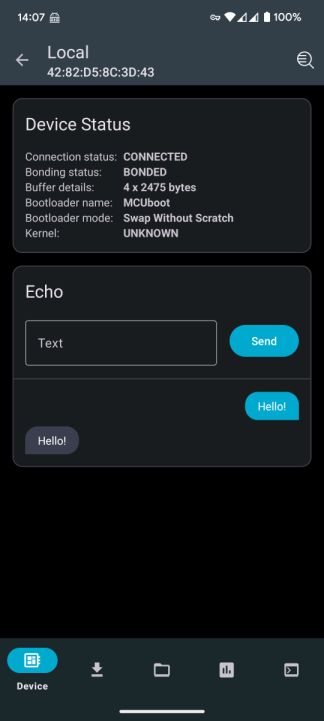 14:07
100%
Local
42:82:D5:8C:3D:43
Device Status
Connection status: CONNECTED
Bonding status: BONDED
Buffer details: 4 x 2475 bytes
Bootloader name: MCUboot
Bootloader mode: Swap Without Scratch
Kernel: UNKNOWN
Echo
Text
Send
Hello!
Hello!
Device